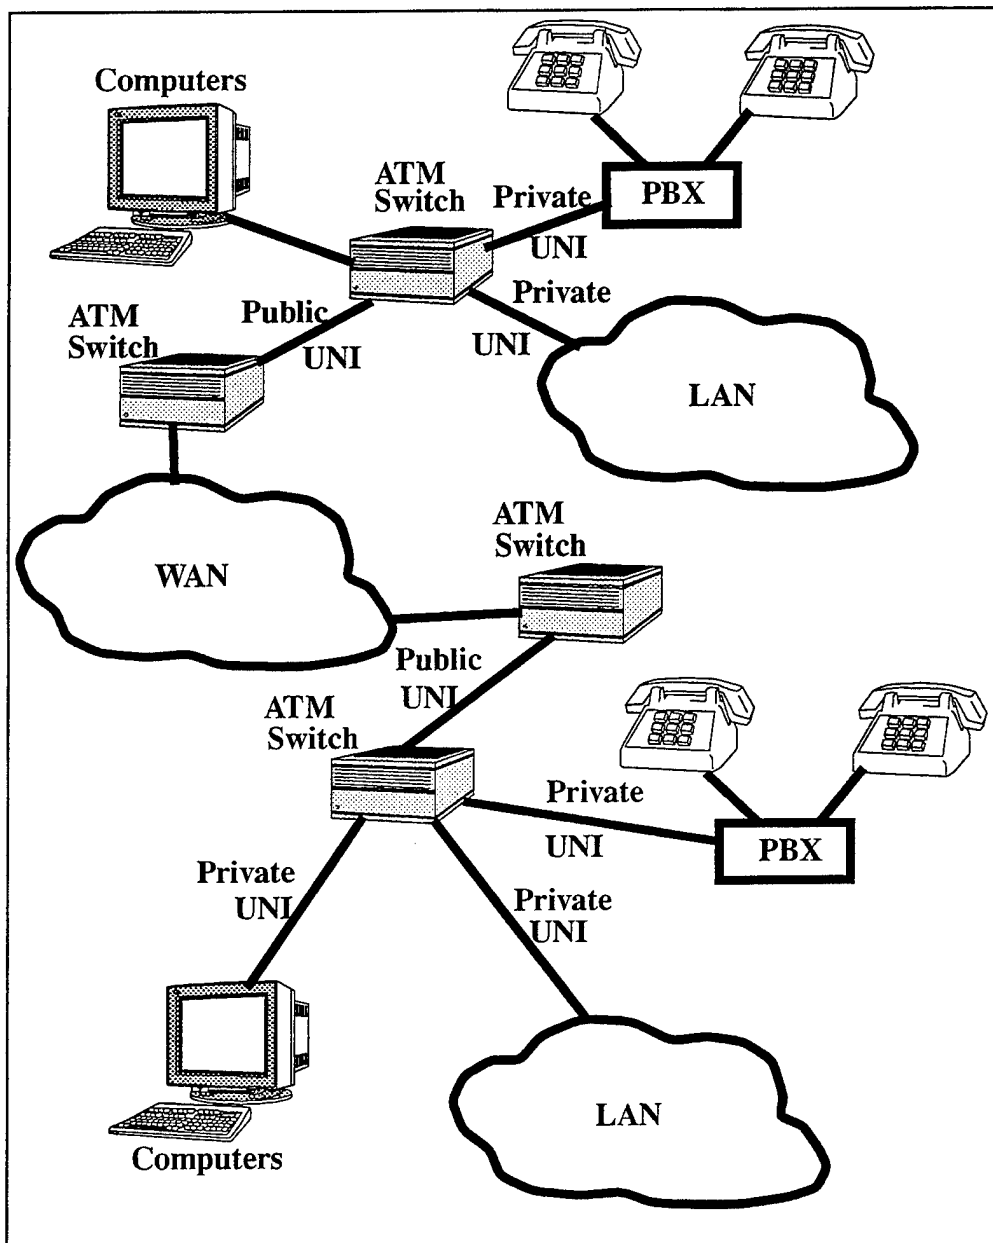 Computers
ATM
Switch
Private
UNI
PBX
Private
UNI
LAN
Public
UNI
ATM
Switch
WAN
ATM
Switch
Public
UNI
ATM
Switch
Private
UNI
PBX
Private
UNI
Private
UNI
Computers
LAN